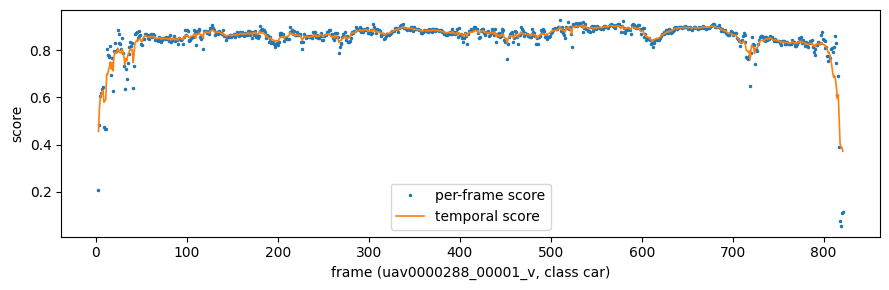 score
0.8
0.6
0.4
0.2
per-frame score
temporal score
0 100 200 300 400 500 600 700 800
frame (uav0000288_00001_v, class car)